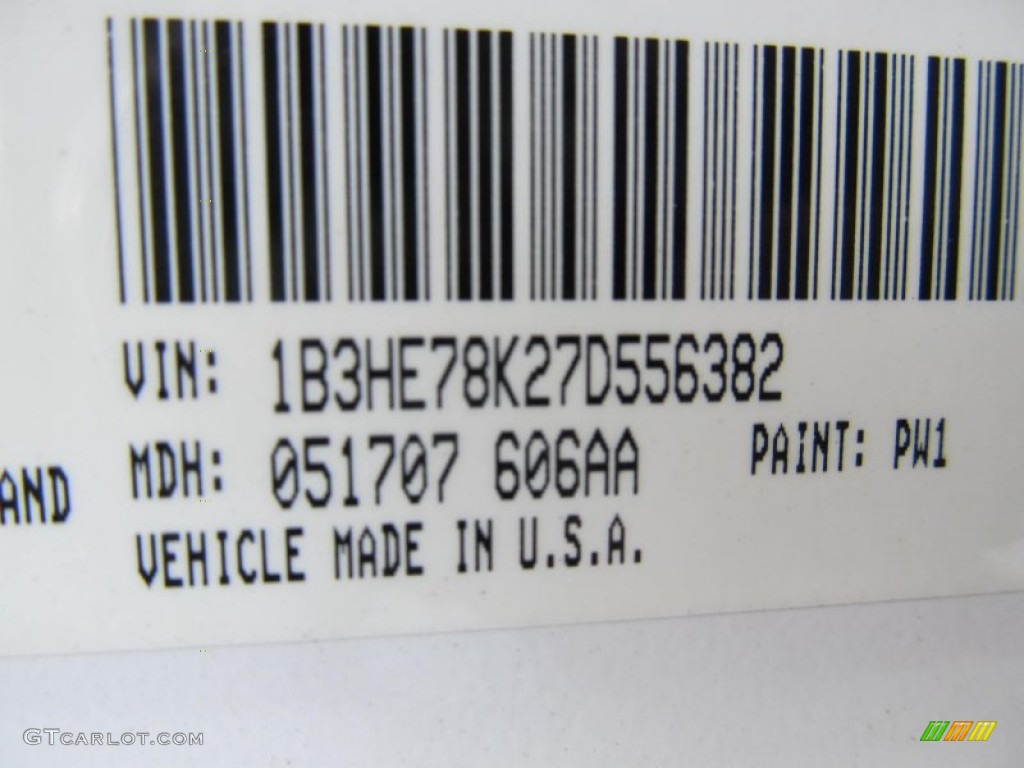 VIN: 1B3HE78K27D556382
MDH: 051707 606AA PAINT: PW1
AND
VEHICLE MADE IN U.S.A.
GTCARLOT.COM